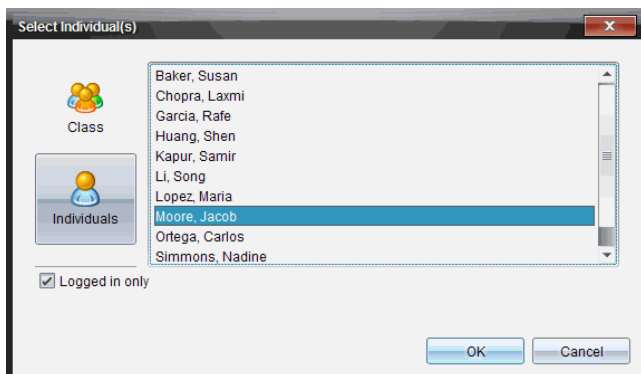 Select Individual(s)
Class
Individuals
Logged in only
Baker, Susan
Chopra, Laxmi
Garcia, Rafe
Huang, Shen
Kapur, Samir
Li, Song
Lopez, Maria
Moore, Jacob
Ortega, Carlos
Simmons, Nadine
OK
Cancel